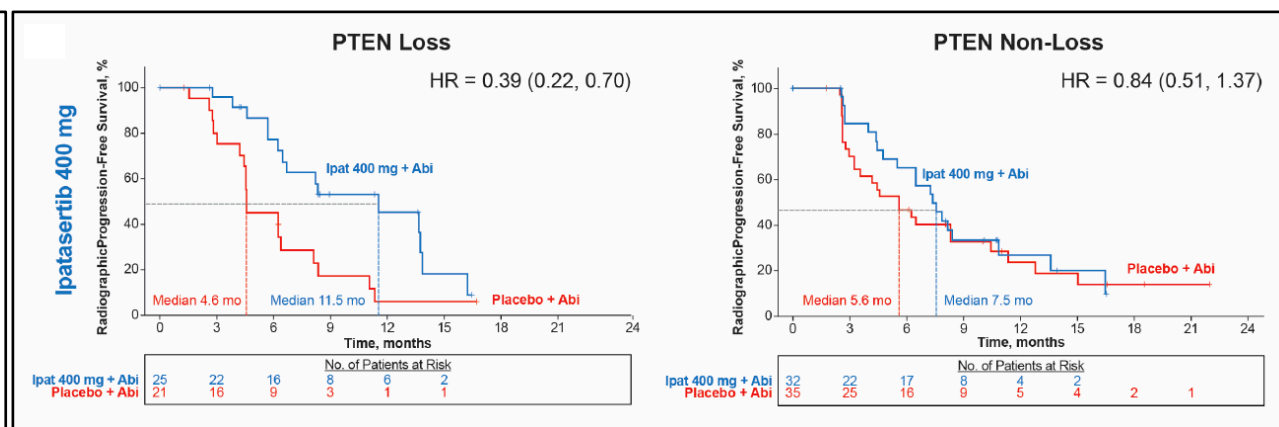 Ipatasertib 400 mg
PTEN Loss
HR = 0.39 (0.22, 0.70)
RadiographicProgression-Free Survival, %
100
80
60
40
20
0
Ipat 400 mg + Abi
Placebo + Abi
Median 4.6 mo
Median 11.5 mo
0 3 6 9 12 15 18 21 24
Time, months
No. of Patients at Risk
Ipat 400 mg + Abi 25 22 16 8 6 2
Placebo + Abi 21 16 9 3 1 1
PTEN Non-Loss
HR = 0.84 (0.51, 1.37)
RadiographicProgression-Free Survival, %
100
80
60
40
20
0
Ipat 400 mg + Abi
Placebo + Abi
Median 5.6 mo
Median 7.5 mo
0 3 6 9 12 15 18 21 24
Time, months
No. of Patients at Risk
Ipat 400 mg + Abi 32 22 17 8 4 2
Placebo + Abi 35 25 16 9 5 4 2 1